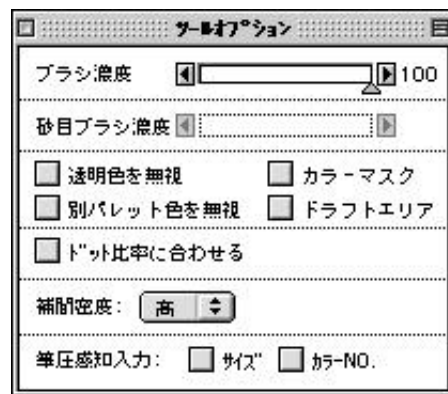 ツールオプション
ブラシ濃度 100
砂目ブラシ濃度
透明色を無視 カラーマスク
別パレット色を無視 ドラフトエリア
ドット比率に合わせる
補間密度: 高
筆圧感知入力: サイズ カラーNO.